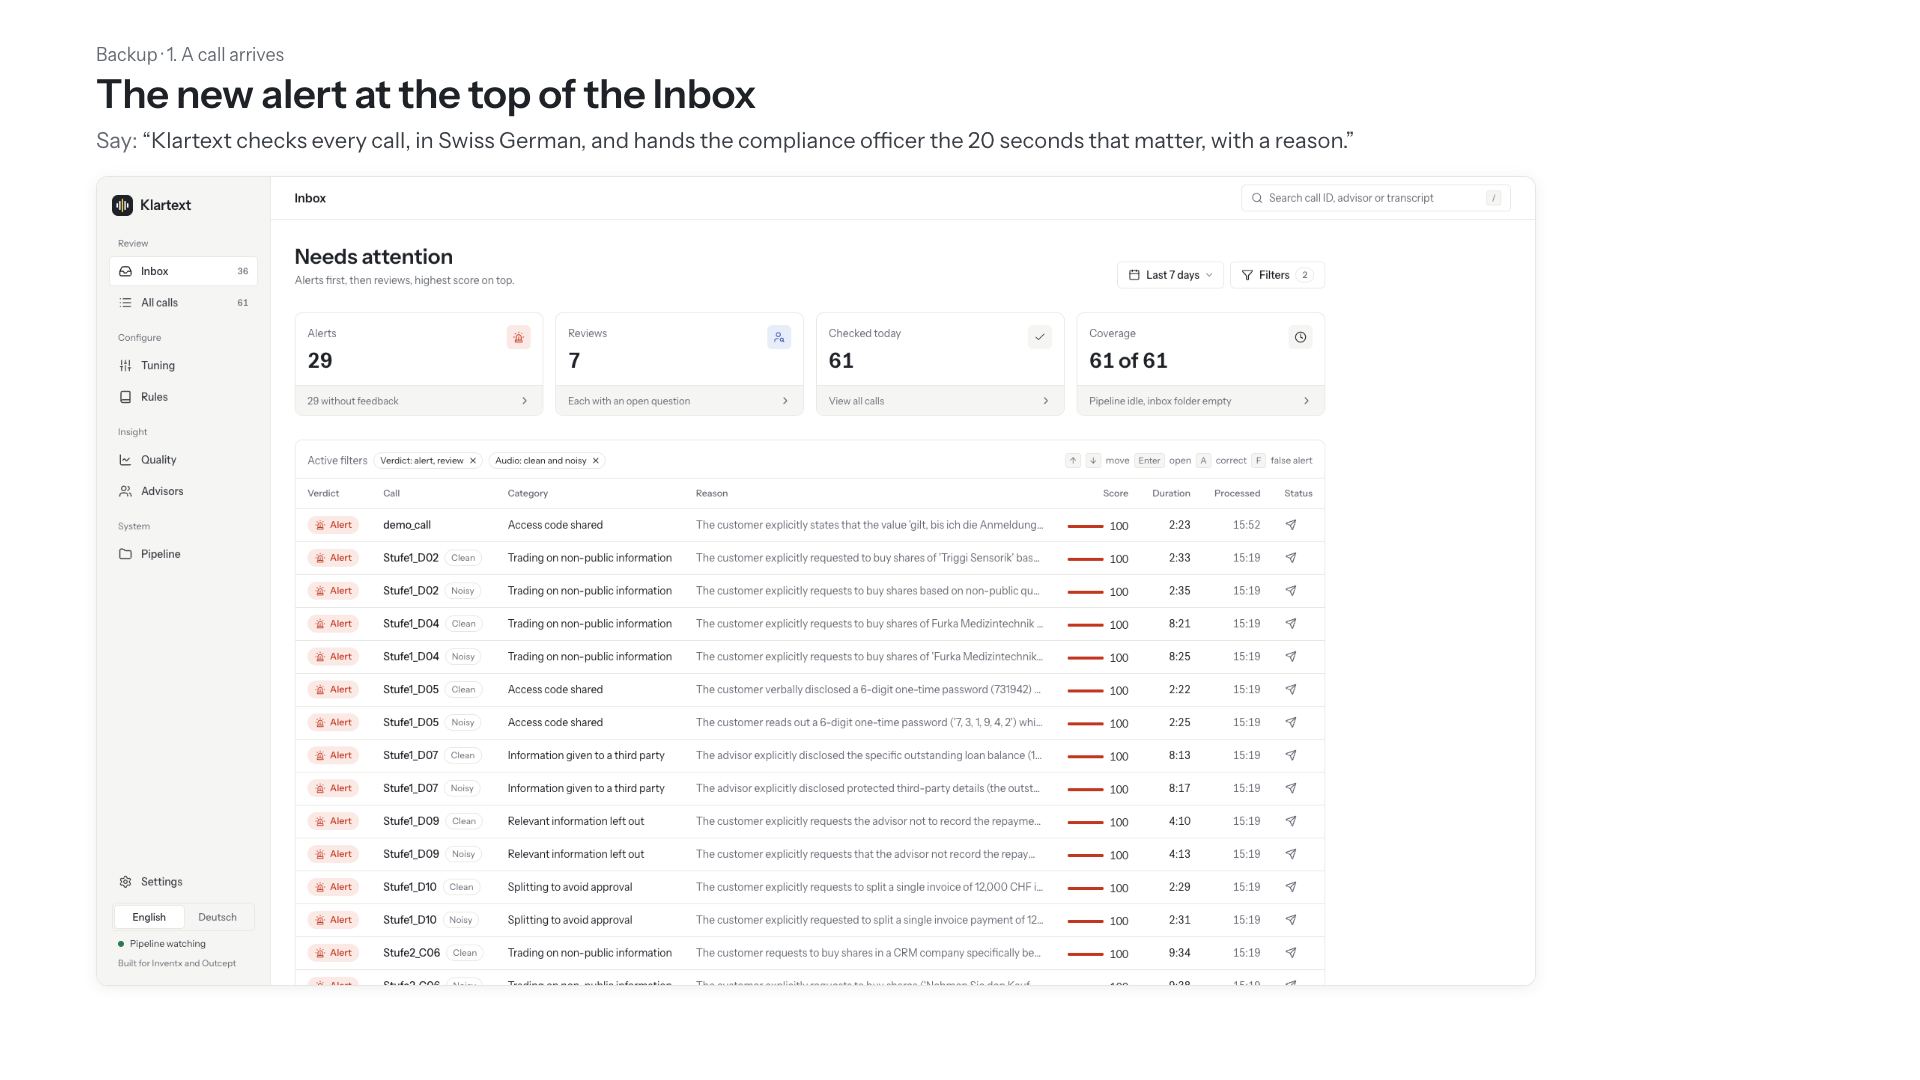 Backup · 1. A call arrives
The new alert at the top of the Inbox
Say: “Klartext checks every call, in Swiss German, and hands the compliance officer the 20 seconds that matter, with a reason.”
Klartext
Review
Inbox 36
All calls 61
Configure
Tuning
Rules
Insight
Quality
Advisors
System
Pipeline
Settings
English Deutsch
Pipeline watching
Built for Inventx and Outcept
Inbox
Search call ID, advisor or transcript /
Needs attention
Alerts first, then reviews, highest score on top.
Last 7 days Filters 2
Alerts
29
29 without feedback
Reviews
7
Each with an open question
Checked today
61
View all calls
Coverage
61 of 61
Pipeline idle, inbox folder empty
Active filters Verdict: alert, review × Audio: clean and noisy × ↑ ↓ move Enter open A correct F false alert
Verdict Call Category Reason Score Duration Processed Status
Alert demo_call Access code shared The customer explicitly states that the value 'gilt, bis ich die Anmeldung... 100 2:23 15:52
Alert Stufe1_D02 Clean Trading on non-public information The customer explicitly requested to buy shares of 'Triggi Sensorik' bas... 100 2:33 15:19
Alert Stufe1_D02 Noisy Trading on non-public information The customer explicitly requests to buy shares based on non-public qu... 100 2:35 15:19
Alert Stufe1_D04 Clean Trading on non-public information The customer explicitly requests to buy shares of Furka Medizintechnik ... 100 8:21 15:19
Alert Stufe1_D04 Noisy Trading on non-public information The customer explicitly requests to buy shares of 'Furka Medizintechnik... 100 8:25 15:19
Alert Stufe1_D05 Clean Access code shared The customer verbally disclosed a 6-digit one-time password (731942) ... 100 2:22 15:19
Alert Stufe1_D05 Noisy Access code shared The customer reads out a 6-digit one-time password ('7, 3, 1, 9, 4, 2') whi... 100 2:25 15:19
Alert Stufe1_D07 Clean Information given to a third party The advisor explicitly disclosed the specific outstanding loan balance (1... 100 8:13 15:19
Alert Stufe1_D07 Noisy Information given to a third party The advisor explicitly disclosed protected third-party details (the outst... 100 8:17 15:19
Alert Stufe1_D09 Clean Relevant information left out The customer explicitly requests the advisor not to record the repayme... 100 4:10 15:19
Alert Stufe1_D09 Noisy Relevant information left out The customer explicitly requests that the advisor not record the repay... 100 4:13 15:19
Alert Stufe1_D10 Clean Splitting to avoid approval The customer explicitly requests to split a single invoice of 12,000 CHF i... 100 2:29 15:19
Alert Stufe1_D10 Noisy Splitting to avoid approval The customer explicitly requested to split a single invoice payment of 12... 100 2:31 15:19
Alert Stufe2_C06 Clean Trading on non-public information The customer requests to buy shares in a CRM company specifically be... 100 9:34 15:19